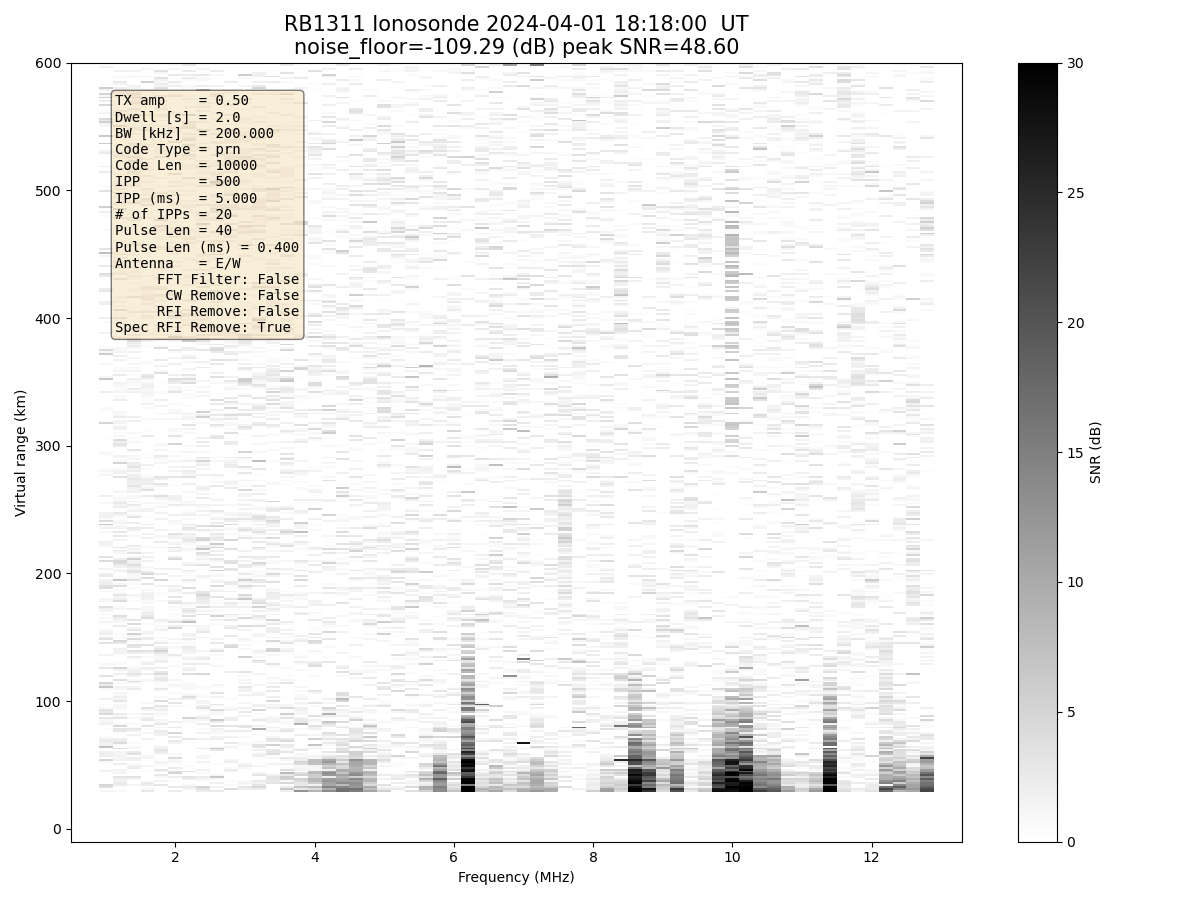 RB1311 Ionosonde 2024-04-01 18:18:00  UT
noise_floor=-109.29 (dB) peak SNR=48.60
TX amp    = 0.50
Dwell [s] = 2.0
BW [kHz]  = 200.000
Code Type = prn
Code Len  = 10000
IPP       = 500
IPP (ms)  = 5.000
# of IPPs = 20
Pulse Len = 40
Pulse Len (ms) = 0.400
Antenna   = E/W
FFT Filter: False
CW Remove: False
RFI Remove: False
Spec RFI Remove: True
600
500
400
300
200
100
0
Virtual range (km)
2
4
6
8
10
12
Frequency (MHz)
30
25
20
15
10
5
0
SNR (dB)